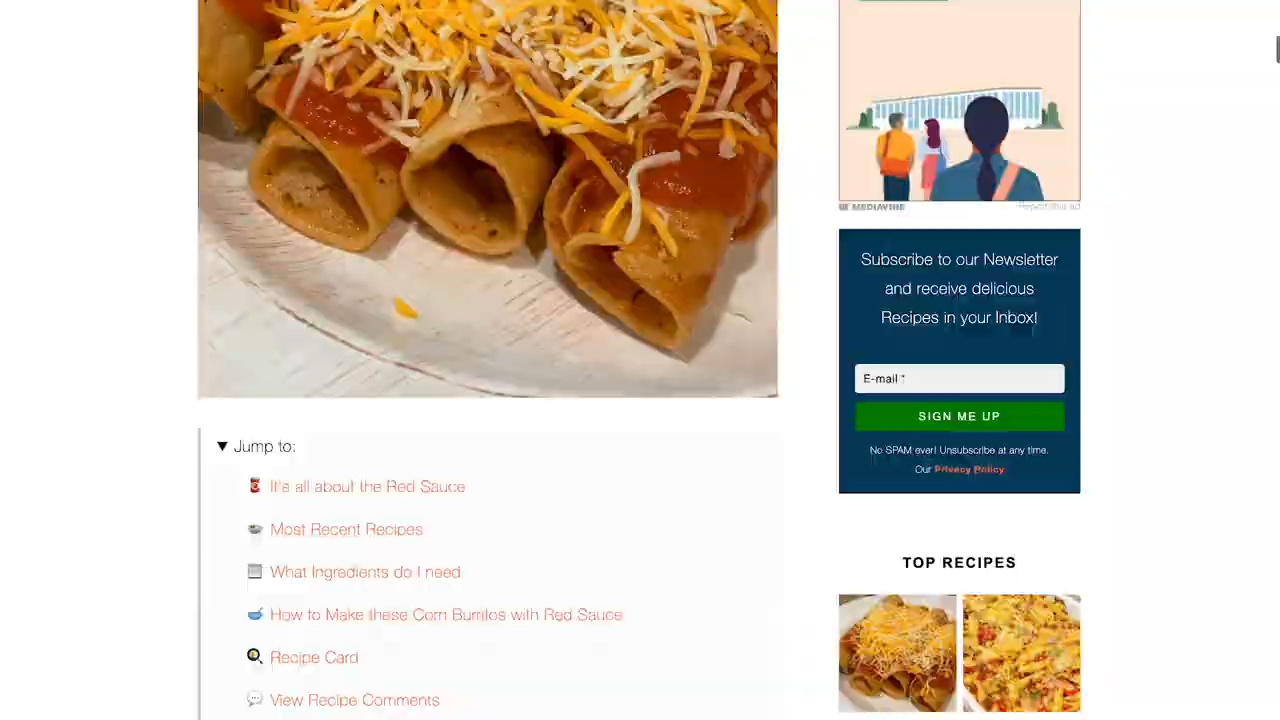 MEDIAVINE
Report this ad
Subscribe to our Newsletter
and receive delicious
Recipes in your Inbox!
E-mail *
SIGN ME UP
No SPAM ever! Unsubscribe at any time.
Our Privacy Policy
TOP RECIPES
▼ Jump to:
It's all about the Red Sauce
Most Recent Recipes
What Ingredients do I need
How to Make these Corn Burritos with Red Sauce
Recipe Card
View Recipe Comments